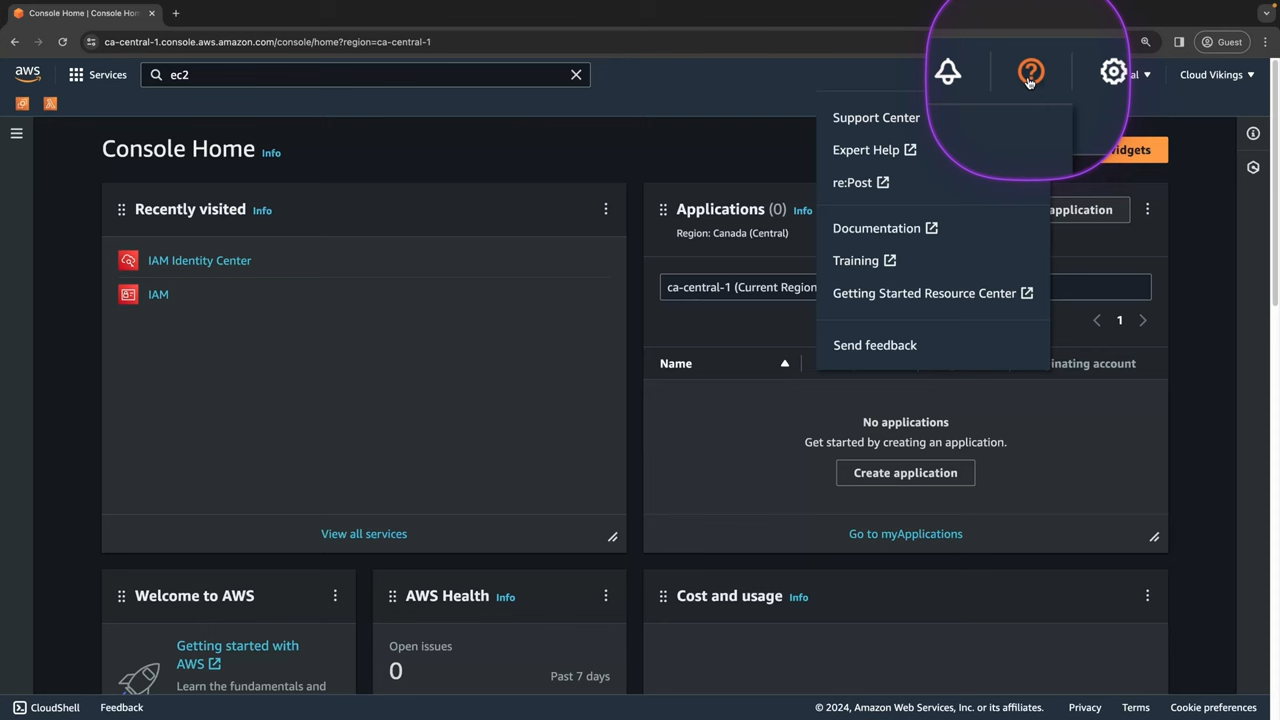 Console Home | Console Hom
ca-central-1.console.aws.amazon.com/console/home?region=ca-central-1
Guest
aws
Services
ec2
al
Cloud Vikings
Support Center
Expert Help
re:Post
Documentation
Training
Getting Started Resource Center
Send feedback
Console Home
Info
idgets
Recently visited
Info
IAM Identity Center
IAM
View all services
Applications (0)
Info
Region: Canada (Central)
application
ca-central-1 (Current Region
1
Name
inating account
No applications
Get started by creating an application.
Create application
Go to myApplications
Welcome to AWS
Getting started with
AWS
Learn the fundamentals and
AWS Health
Info
Open issues
0
Past 7 days
Cost and usage
Info
CloudShell
Feedback
© 2024, Amazon Web Services, Inc. or its affiliates.
Privacy
Terms
Cookie preferences